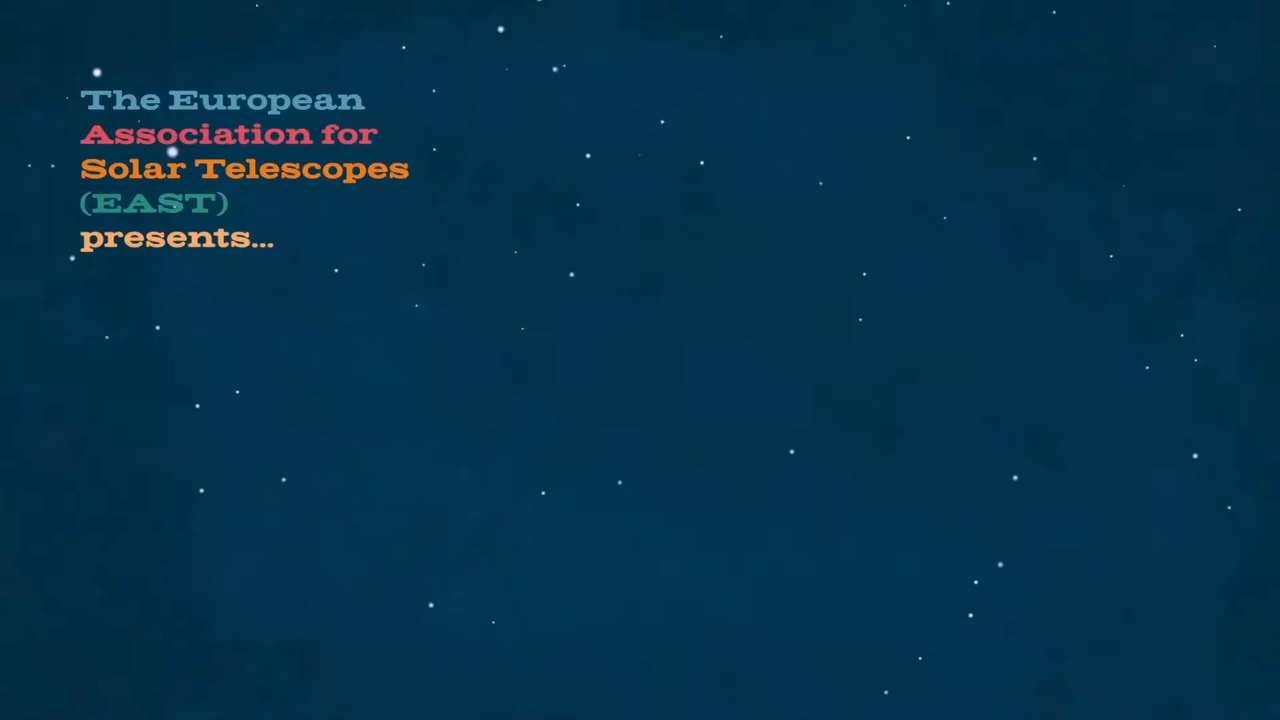 The European
Association for
Solar Telescopes
(EAST)
presents...